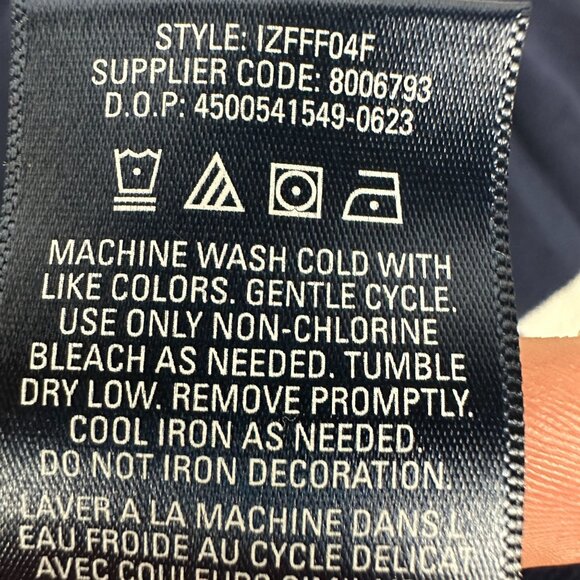 STYLE: IZFFF04F
SUPPLIER CODE: 8006793
D.O.P: 4500541549-0623
MACHINE WASH COLD WITH
LIKE COLORS. GENTLE CYCLE.
USE ONLY NON-CHLORINE
BLEACH AS NEEDED. TUMBLE
DRY LOW. REMOVE PROMPTLY.
COOL IRON AS NEEDED.
DO NOT IRON DECORATION.
LAVER A LA MACHINE DANS L'
EAU FROIDE AU CYCLE DELICAT
AVEC COULEURS